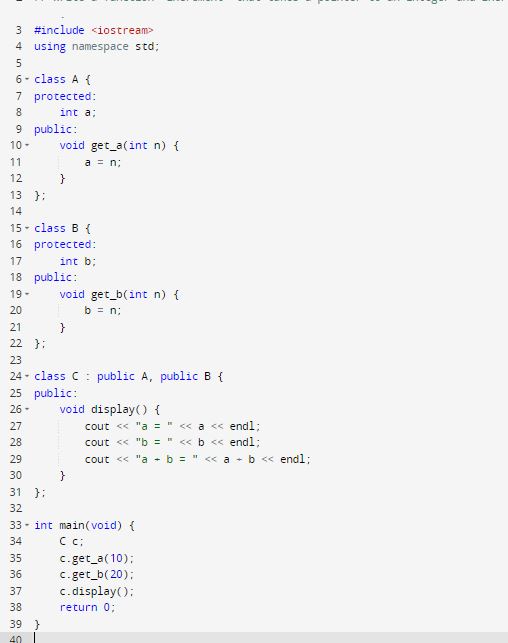 3 #include <iostream>
4 using namespace std;
5
6 class A {
7 protected:
8 int a;
9 public:
10 void get_a(int n) {
11 a = n;
12 }
13 };
14
15 class B {
16 protected:
17 int b;
18 public:
19 void get_b(int n) {
20 b = n;
21 }
22 };
23
24 class C : public A, public B {
25 public:
26 void display() {
27 cout << "a = " << a << endl;
28 cout << "b = " << b << endl;
29 cout << "a + b = " << a + b << endl;
30 }
31 };
32
33 int main(void) {
34 C c;
35 c.get_a(10);
36 c.get_b(20);
37 c.display();
38 return 0;
39 }
40